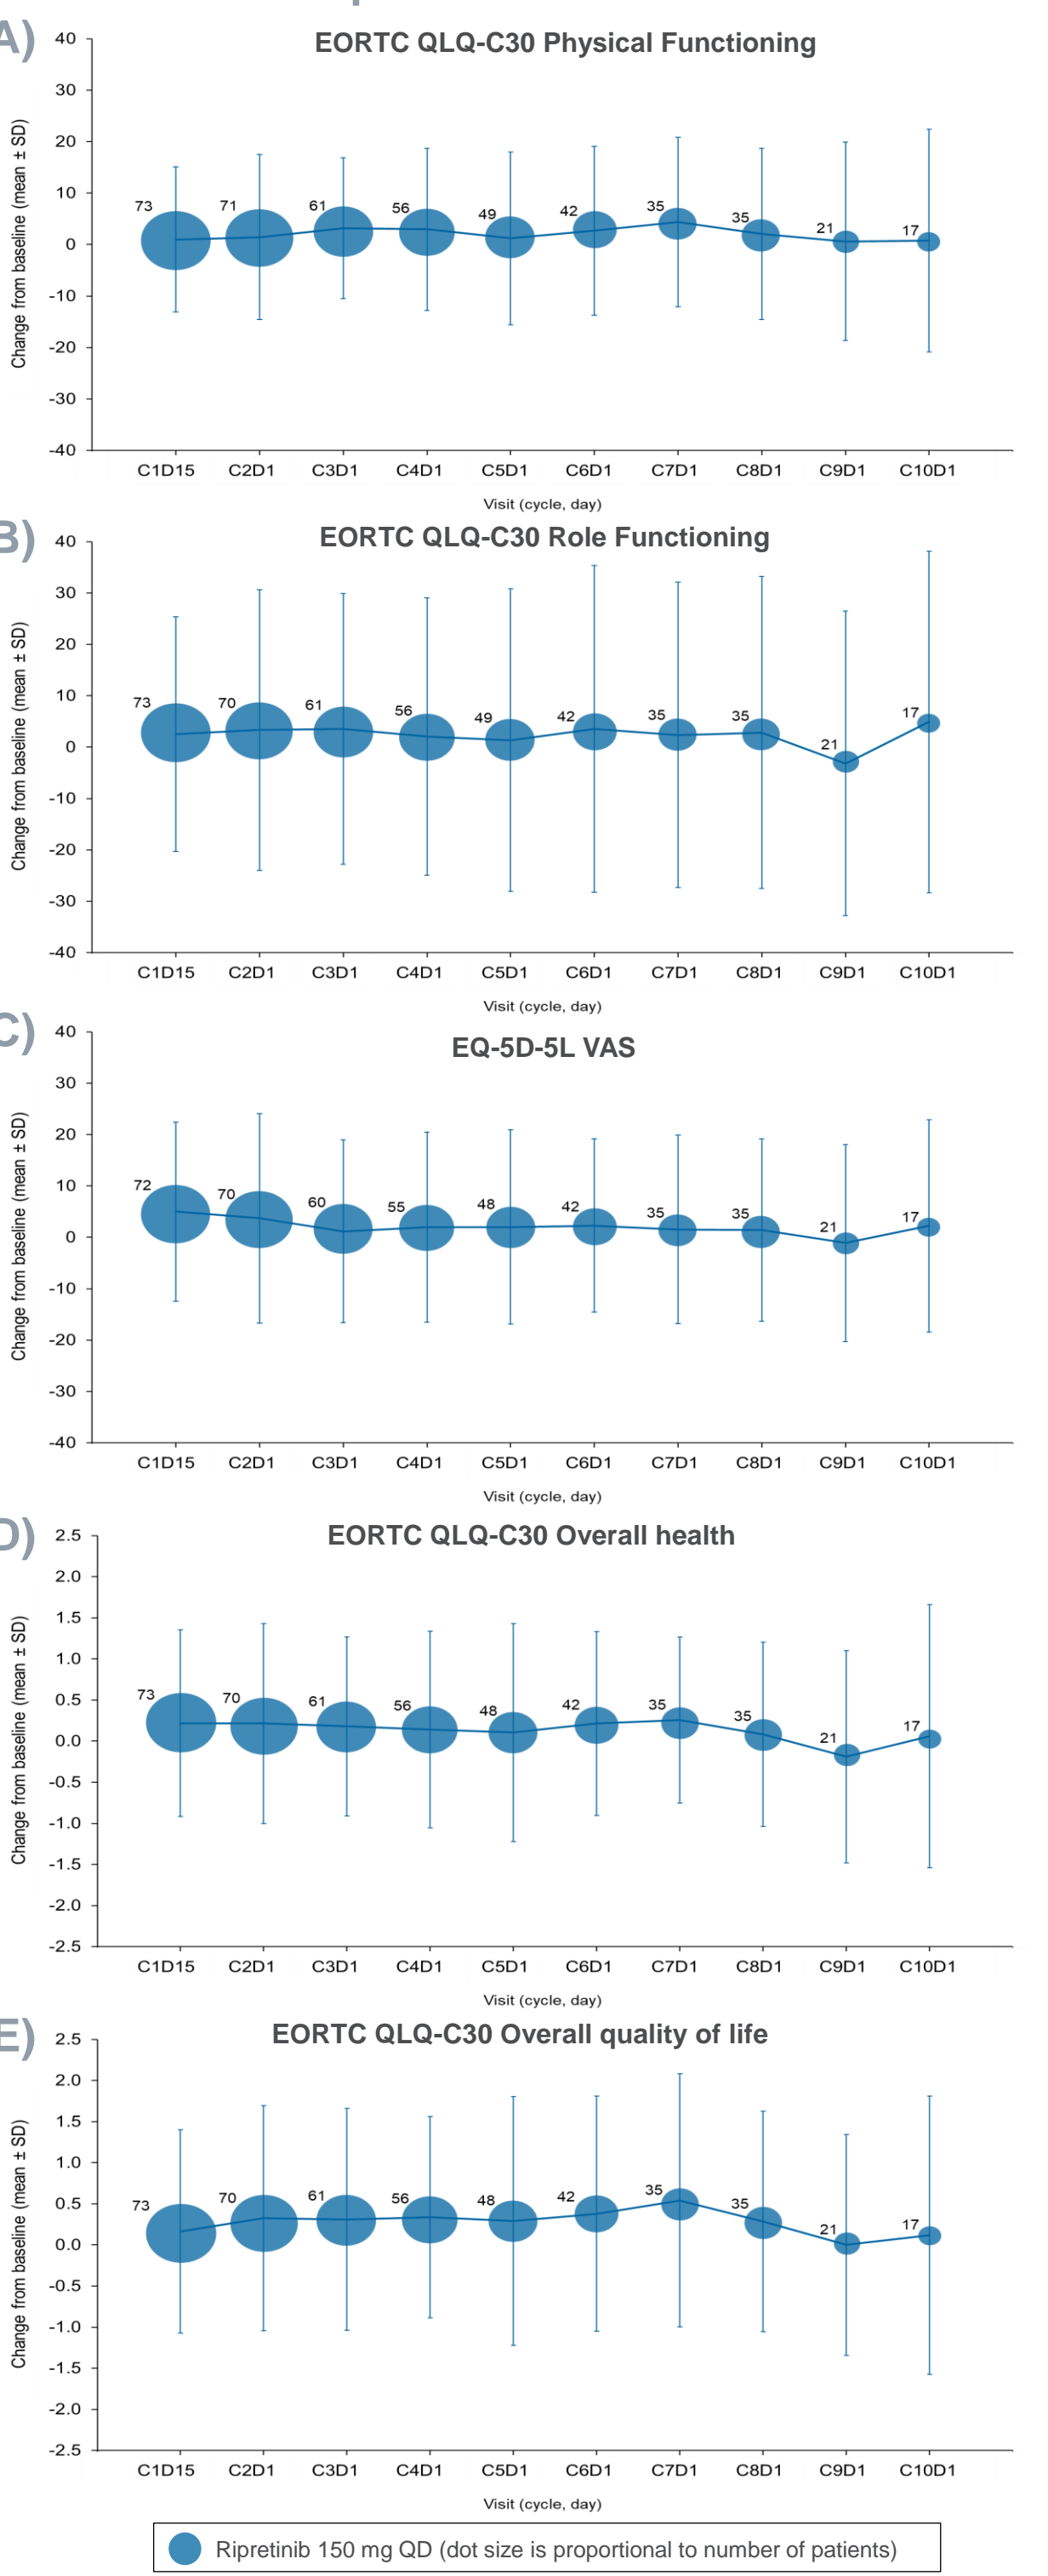 A)
EORTC QLQ-C30 Physical Functioning
Change from baseline (mean ± SD)
40
30
20
10
0
-10
-20
-30
-40
73 71 61 56 49 42 35 35 21 17
C1D15 C2D1 C3D1 C4D1 C5D1 C6D1 C7D1 C8D1 C9D1 C10D1
Visit (cycle, day)
B)
EORTC QLQ-C30 Role Functioning
Change from baseline (mean ± SD)
40
30
20
10
0
-10
-20
-30
-40
73 70 61 56 49 42 35 35 21 17
C1D15 C2D1 C3D1 C4D1 C5D1 C6D1 C7D1 C8D1 C9D1 C10D1
Visit (cycle, day)
C)
EQ-5D-5L VAS
Change from baseline (mean ± SD)
40
30
20
10
0
-10
-20
-30
-40
72 70 60 55 48 42 35 35 21 17
C1D15 C2D1 C3D1 C4D1 C5D1 C6D1 C7D1 C8D1 C9D1 C10D1
Visit (cycle, day)
D)
EORTC QLQ-C30 Overall health
Change from baseline (mean ± SD)
2.5
2.0
1.5
1.0
0.5
0.0
-0.5
-1.0
-1.5
-2.0
-2.5
73 70 61 56 48 42 35 35 21 17
C1D15 C2D1 C3D1 C4D1 C5D1 C6D1 C7D1 C8D1 C9D1 C10D1
Visit (cycle, day)
E)
EORTC QLQ-C30 Overall quality of life
Change from baseline (mean ± SD)
2.5
2.0
1.5
1.0
0.5
0.0
-0.5
-1.0
-1.5
-2.0
-2.5
73 70 61 56 48 42 35 35 21 17
C1D15 C2D1 C3D1 C4D1 C5D1 C6D1 C7D1 C8D1 C9D1 C10D1
Visit (cycle, day)
Ripretinib 150 mg QD (dot size is proportional to number of patients)